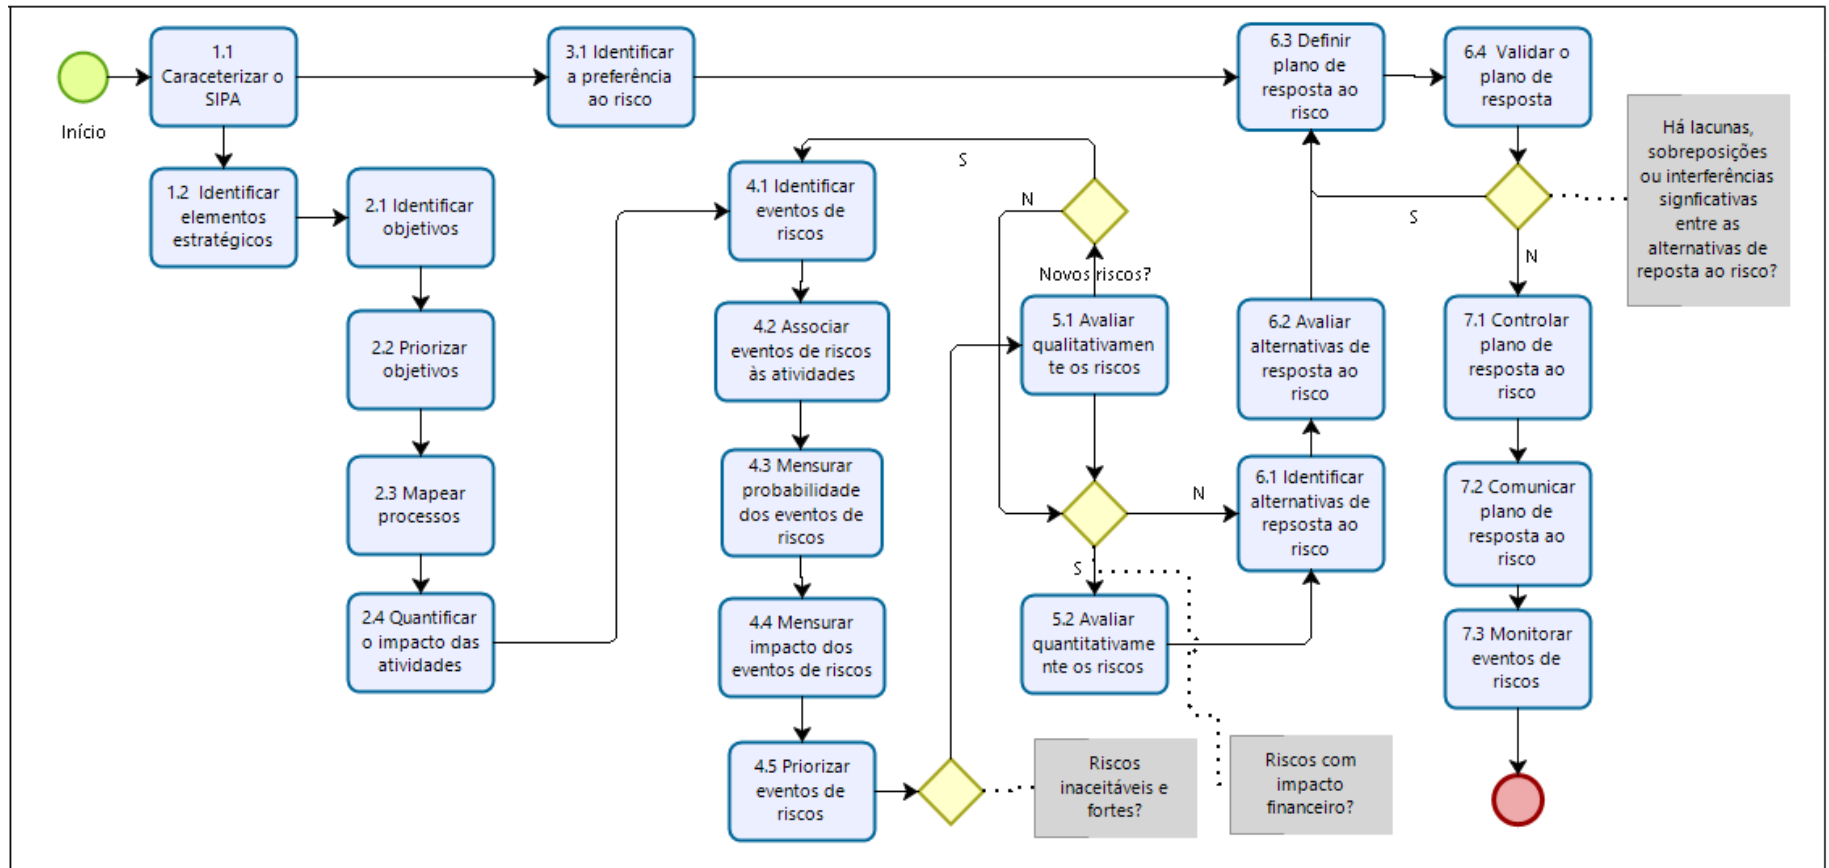 Início
1.1
Caraceterizar o
SIPA
1.2 Identificar
elementos
estratégicos
2.1 Identificar
objetivos
2.2 Priorizar
objetivos
2.3 Mapear
processos
2.4 Quantificar
o impacto das
atividades
3.1 Identificar
a preferência
ao risco
4.1 Identificar
eventos de
riscos
4.2 Associar
eventos de riscos
às atividades
4.3 Mensurar
probabilidade
dos eventos de
riscos
4.4 Mensurar
impacto dos
eventos de riscos
4.5 Priorizar
eventos de
riscos
Riscos
inaceitáveis e
fortes?
S
N
Novos riscos?
5.1 Avaliar
qualitativamen
te os riscos
N
S
5.2 Avaliar
quantitativame
nte os riscos
Riscos com
impacto
financeiro?
6.1 Identificar
alternativas de
repsosta ao
risco
6.2 Avaliar
alternativas de
resposta ao
risco
6.3 Definir
plano de
resposta ao
risco
6.4 Validar o
plano de
resposta
Há lacunas,
sobreposições
ou interferências
signficativas
entre as
alternativas de
reposta ao risco?
S
N
7.1 Controlar
plano de
resposta ao
risco
7.2 Comunicar
plano de
resposta ao
risco
7.3 Monitorar
eventos de
riscos